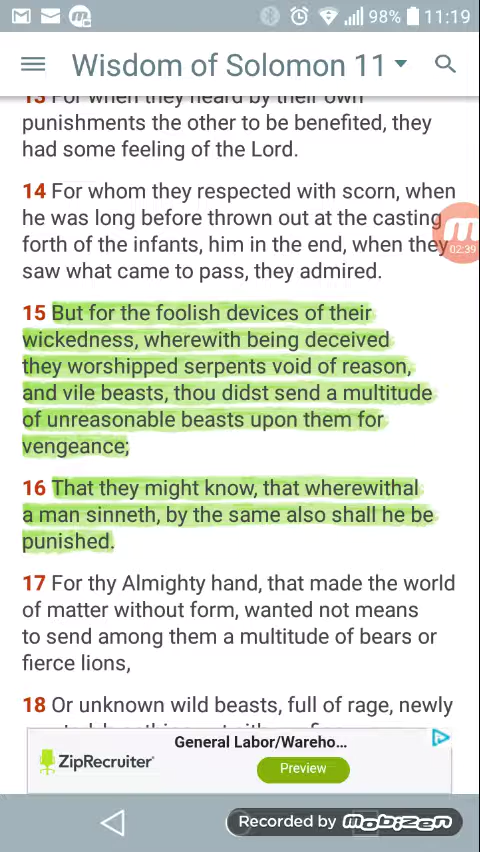 98% 11:19
Wisdom of Solomon 11
13 For when they heard by their own
punishments the other to be benefited, they
had some feeling of the Lord.
14 For whom they respected with scorn, when
he was long before thrown out at the casting
forth of the infants, him in the end, when they
saw what came to pass, they admired.
02:39
15 But for the foolish devices of their
wickedness, wherewith being deceived
they worshipped serpents void of reason,
and vile beasts, thou didst send a multitude
of unreasonable beasts upon them for
vengeance;
16 That they might know, that wherewithal
a man sinneth, by the same also shall he be
punished.
17 For thy Almighty hand, that made the world
of matter without form, wanted not means
to send among them a multitude of bears or
fierce lions,
18 Or unknown wild beasts, full of rage, newly
General Labor/Wareho...
ZipRecruiter
Preview
Recorded by mobizen